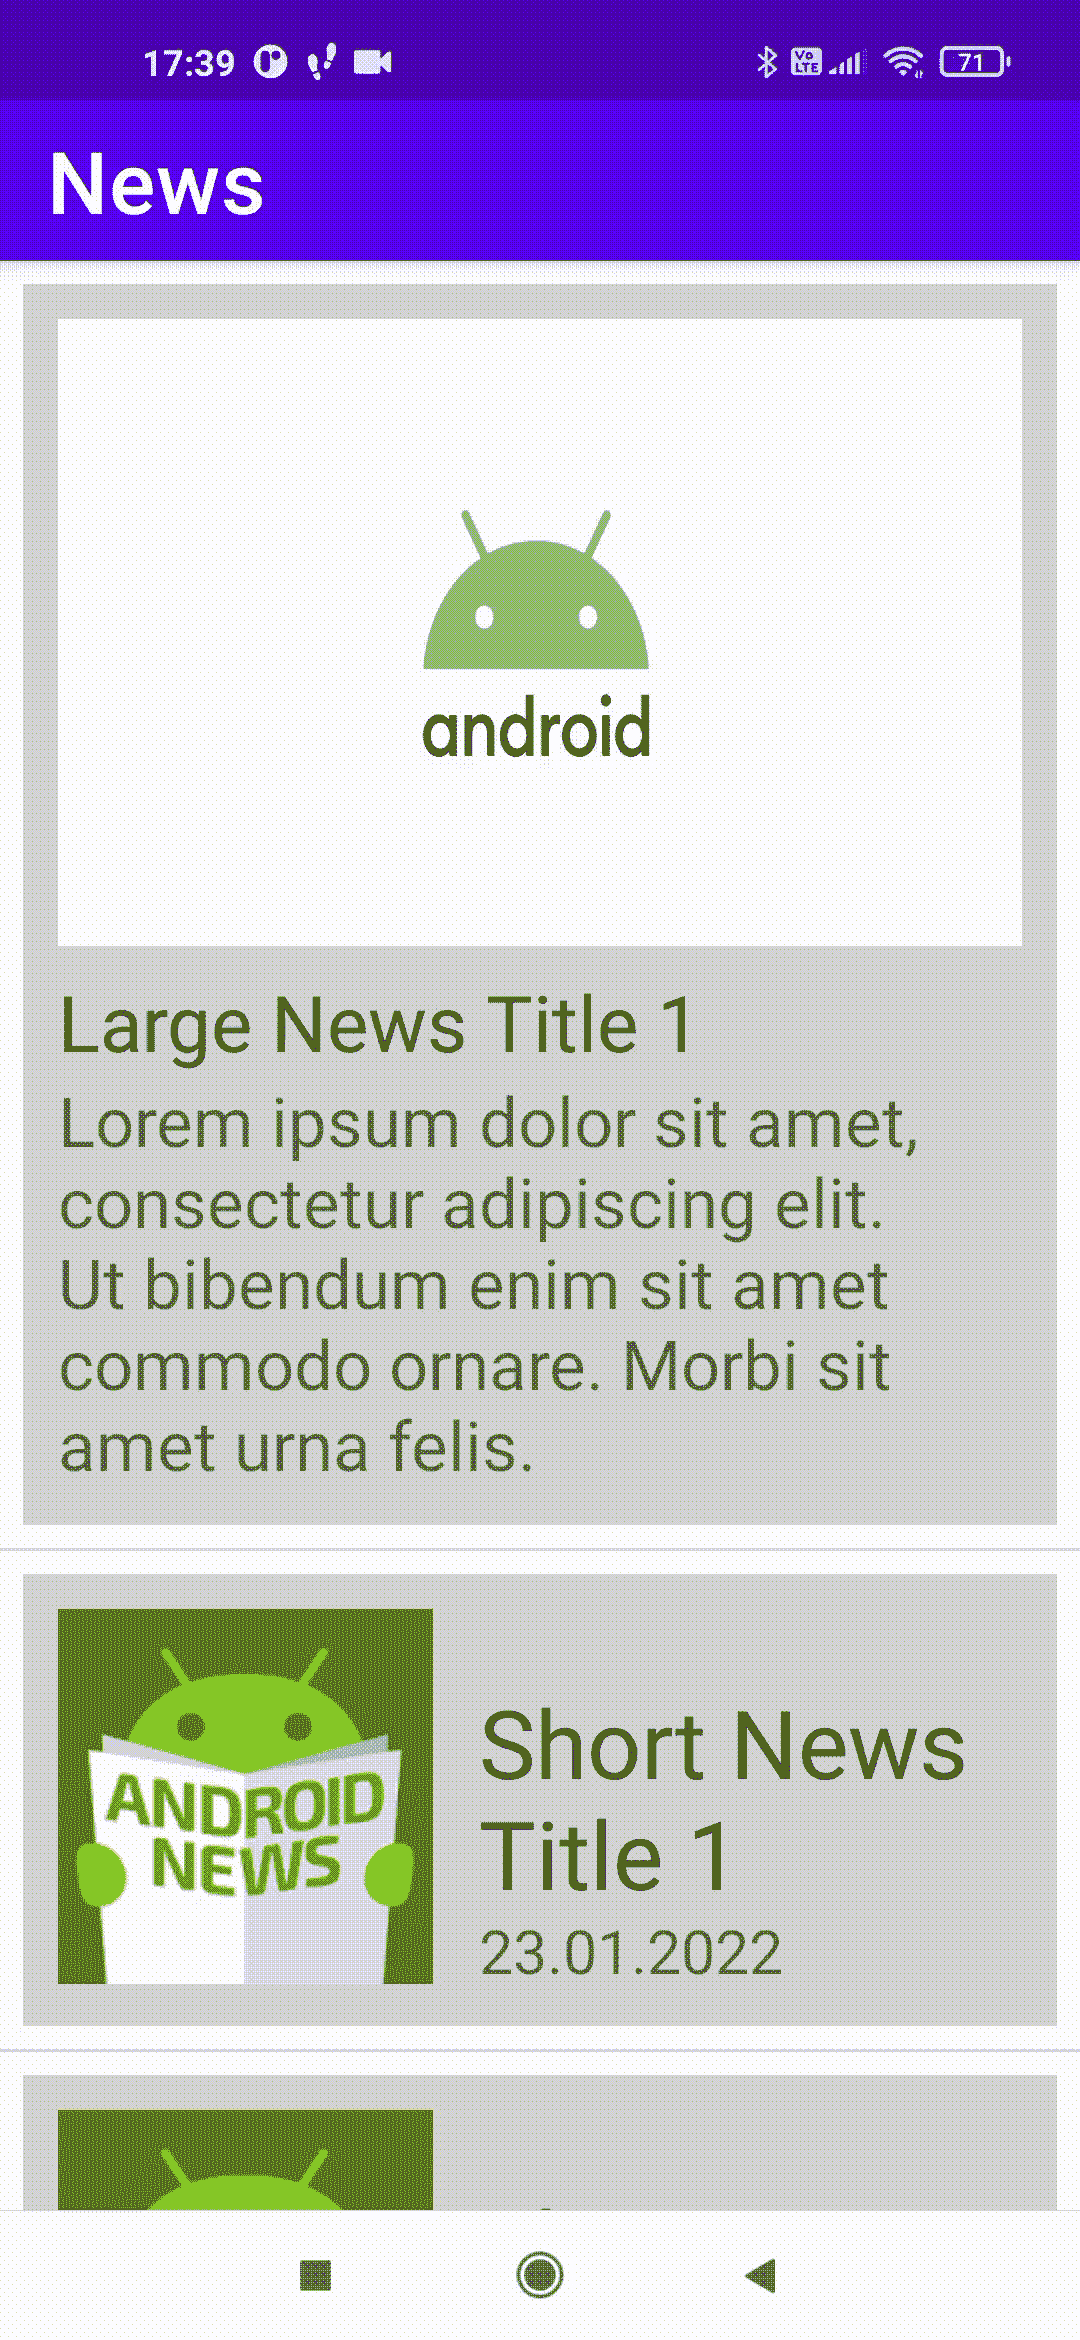 17:39
Vo
LTE
71
News
android
Large News Title 1
Lorem ipsum dolor sit amet,
consectetur adipiscing elit.
Ut bibendum enim sit amet
commodo ornare. Morbi sit
amet urna felis.
ANDROID
NEWS
Short News
Title 1
23.01.2022